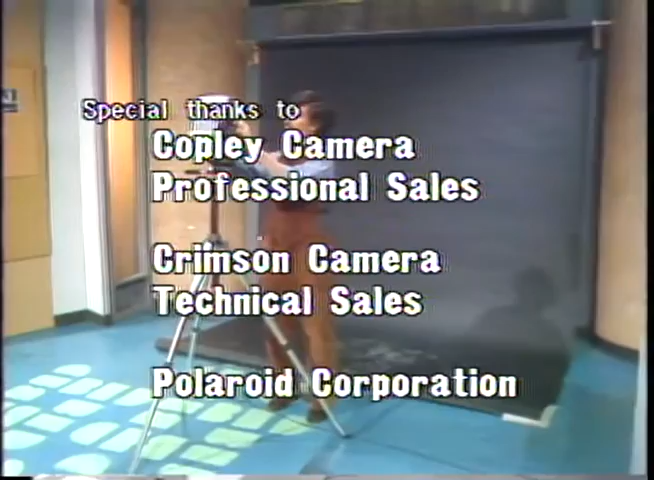 Special thanks to
Copley Camera
Professional Sales
Crimson Camera
Technical Sales
Polaroid Corporation